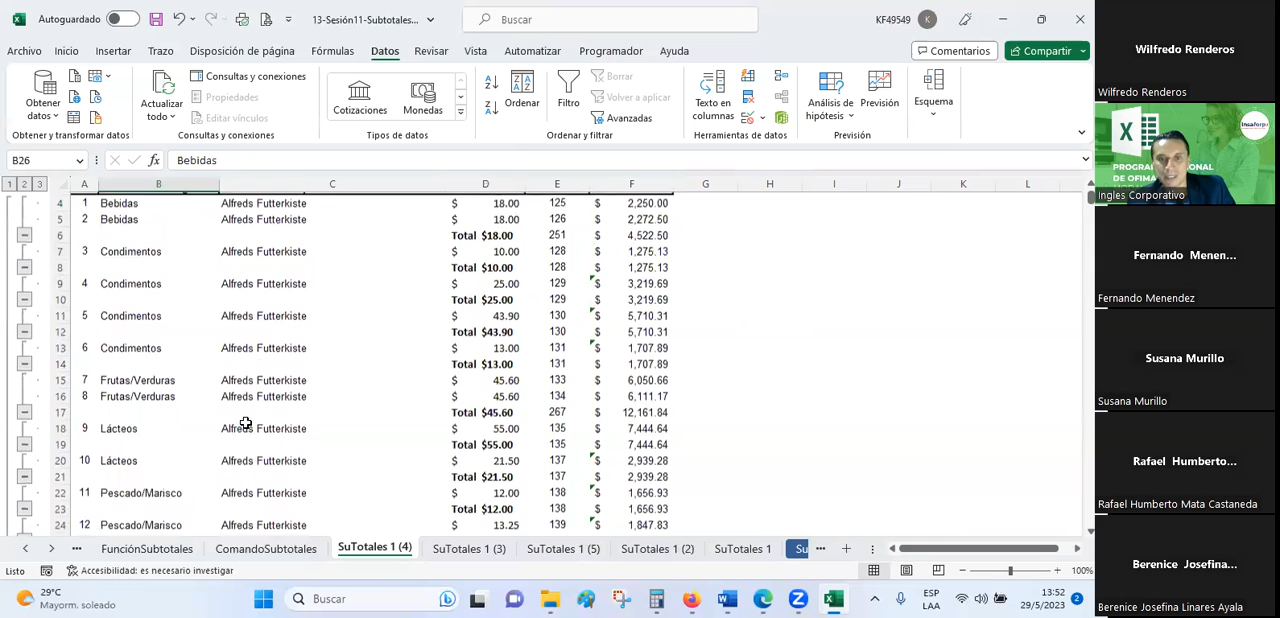 Autoguardado 13-Sesión11-Subtotales... Buscar KF49549 K
Archivo Inicio Insertar Trazo Disposición de página Fórmulas Datos Revisar Vista Automatizar Programador Ayuda Comentarios Compartir
Obtener datos
Actualizar todo
Consultas y conexiones
Propiedades
Editar vínculos
Cotizaciones Monedas
Ordenar Filtro
Borrar
Volver a aplicar
Avanzadas
Texto en columnas
Análisis de hipótesis
Previsión
Esquema
Obtener y transformar datos Consultas y conexiones Tipos de datos Ordenar y filtrar Herramientas de datos Previsión
B26 fx Bebidas
1 2 3 A B C D E F G H I J K L
4 1 Bebidas Alfreds Futterkiste $ 18.00 125 $ 2,250.00
5 2 Bebidas Alfreds Futterkiste $ 18.00 126 $ 2,272.50
6 Total $18.00 251 $ 4,522.50
7 3 Condimentos Alfreds Futterkiste $ 10.00 128 $ 1,275.13
8 Total $10.00 128 $ 1,275.13
9 4 Condimentos Alfreds Futterkiste $ 25.00 129 $ 3,219.69
10 Total $25.00 129 $ 3,219.69
11 5 Condimentos Alfreds Futterkiste $ 43.90 130 $ 5,710.31
12 Total $43.90 130 $ 5,710.31
13 6 Condimentos Alfreds Futterkiste $ 13.00 131 $ 1,707.89
14 Total $13.00 131 $ 1,707.89
15 7 Frutas/Verduras Alfreds Futterkiste $ 45.60 133 $ 6,050.66
16 8 Frutas/Verduras Alfreds Futterkiste $ 45.60 134 $ 6,111.17
17 Total $45.60 267 $ 12,161.84
18 9 Lácteos Alfreds Futterkiste $ 55.00 135 $ 7,444.64
19 Total $55.00 135 $ 7,444.64
20 10 Lácteos Alfreds Futterkiste $ 21.50 137 $ 2,939.28
21 Total $21.50 137 $ 2,939.28
22 11 Pescado/Marisco Alfreds Futterkiste $ 12.00 138 $ 1,656.93
23 Total $12.00 138 $ 1,656.93
24 12 Pescado/Marisco Alfreds Futterkiste $ 13.25 139 $ 1,847.83
... FunciónSubtotales ComandoSubtotales SuTotales 1 (4) SuTotales 1 (3) SuTotales 1 (5) SuTotales 1 (2) SuTotales 1 Su ...
Listo Accesibilidad: es necesario investigar 100%
29°C
Mayorm. soleado
Buscar
ESP
LAA
13:52
29/5/2023
2
Wilfredo Renderos
Wilfredo Renderos
Insaforp
DE OFIMA
Ingles Corporativo
Fernando Menen...
Fernando Menendez
Susana Murillo
Susana Murillo
Rafael Humberto...
Rafael Humberto Mata Castaneda
Berenice Josefina...
Berenice Josefina Linares Ayala